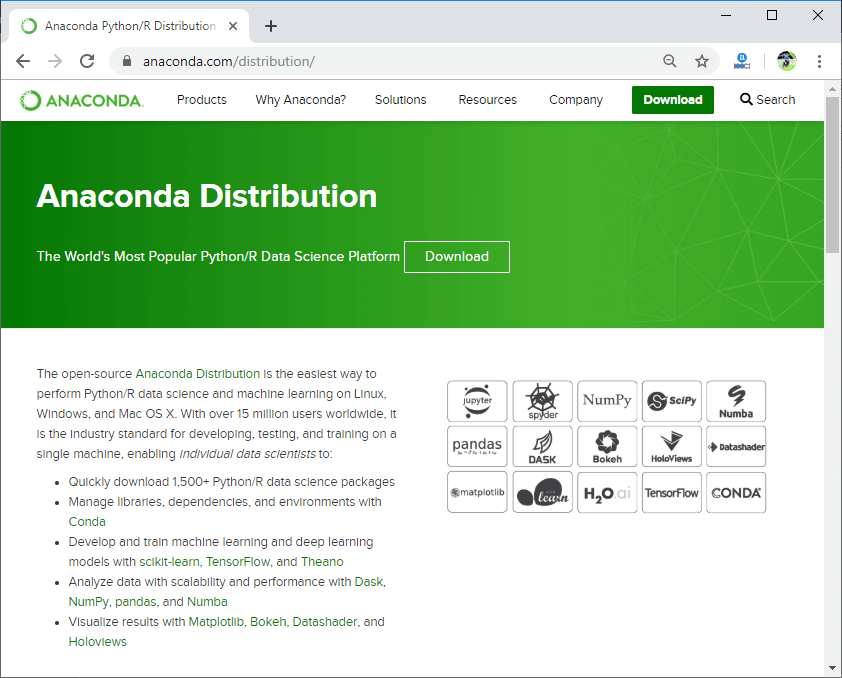 Anaconda Python/R Distribution
anaconda.com/distribution/
ANACONDA.
Products
Why Anaconda?
Solutions
Resources
Company
Download
Search
Anaconda Distribution
The World's Most Popular Python/R Data Science Platform
Download
The open-source Anaconda Distribution is the easiest way to
perform Python/R data science and machine learning on Linux,
Windows, and Mac OS X. With over 15 million users worldwide, it
is the industry standard for developing, testing, and training on a
single machine, enabling individual data scientists to:
• Quickly download 1,500+ Python/R data science packages
• Manage libraries, dependencies, and environments with
Conda
• Develop and train machine learning and deep learning
models with scikit-learn, TensorFlow, and Theano
• Analyze data with scalability and performance with Dask,
NumPy, pandas, and Numba
• Visualize results with Matplotlib, Bokeh, Datashader, and
Holoviews
jupyter
spyder
NumPy
SciPy
Numba
pandas
DASK
Bokeh
HoloViews
Datashader
matplotlib
learn
H2O.ai
TensorFlow
CONDA